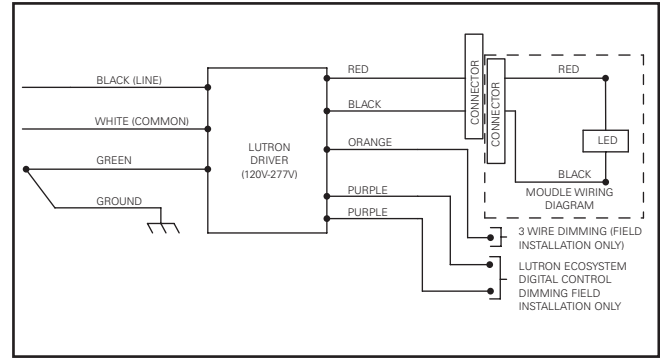 BLACK (LINE)
WHITE (COMMON)
GREEN
GROUND
LUTRON
DRIVER
(120V-277V)
RED
BLACK
ORANGE
PURPLE
PURPLE
CONNECTOR
CONNECTOR
RED
LED
BLACK
MOUDLE WIRING
DIAGRAM
3 WIRE DIMMING (FIELD
INSTALLATION ONLY)
LUTRON ECOSYSTEM
DIGITAL CONTROL
DIMMING FIELD
INSTALLATION ONLY